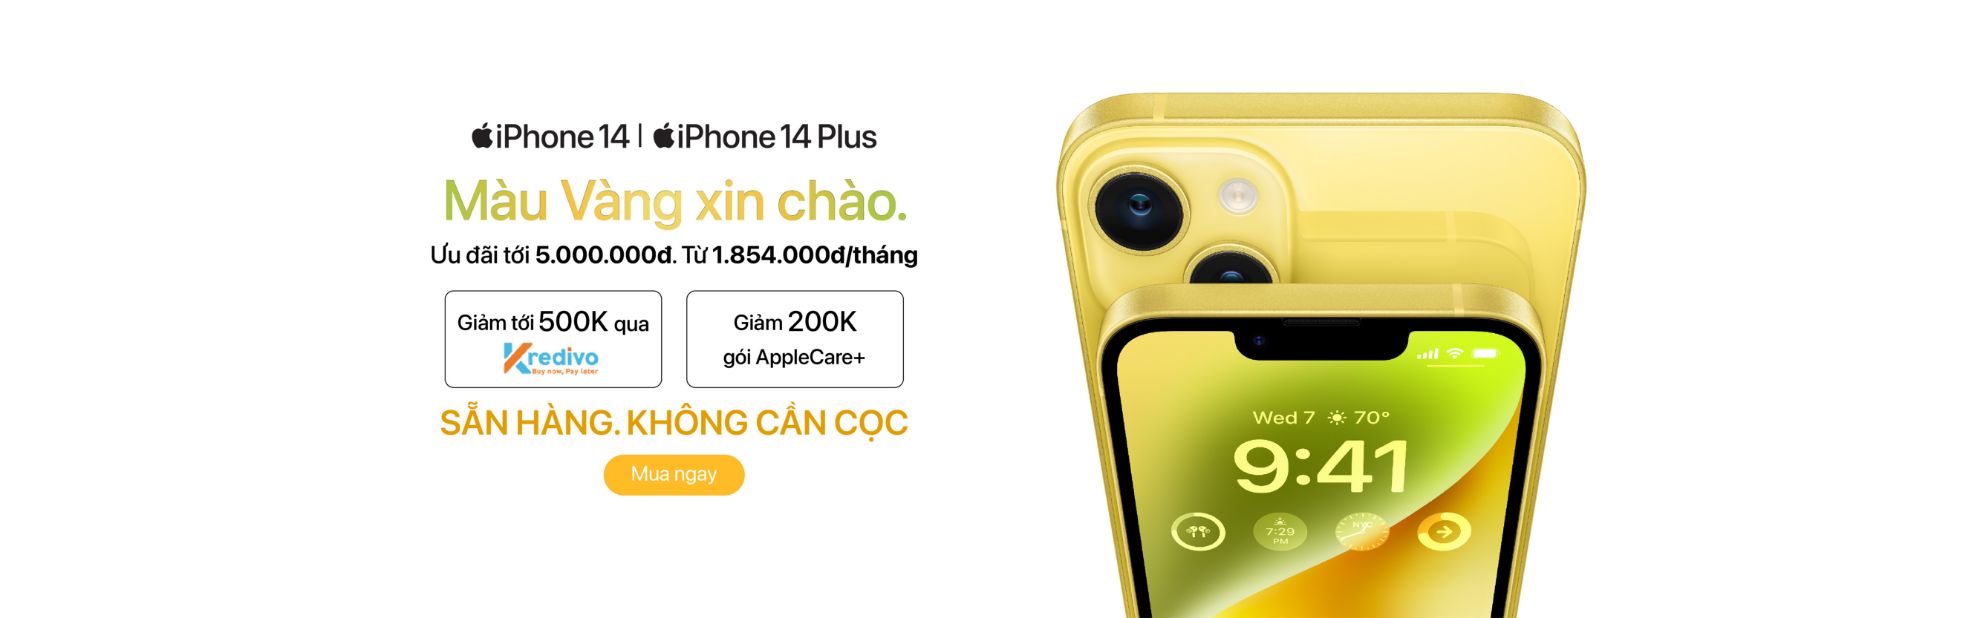 iPhone 14 | iPhone 14 Plus
Màu Vàng xin chào.
Ưu đãi tới 5.000.000đ. Từ 1.854.000đ/tháng
Giảm tới 500K qua
Kredivo
Buy now, Pay later
Giảm 200K
gói AppleCare+
SẴN HÀNG. KHÔNG CẦN CỌC
Mua ngay
Wed 7 70°
9:41
7:29
PM
NYC